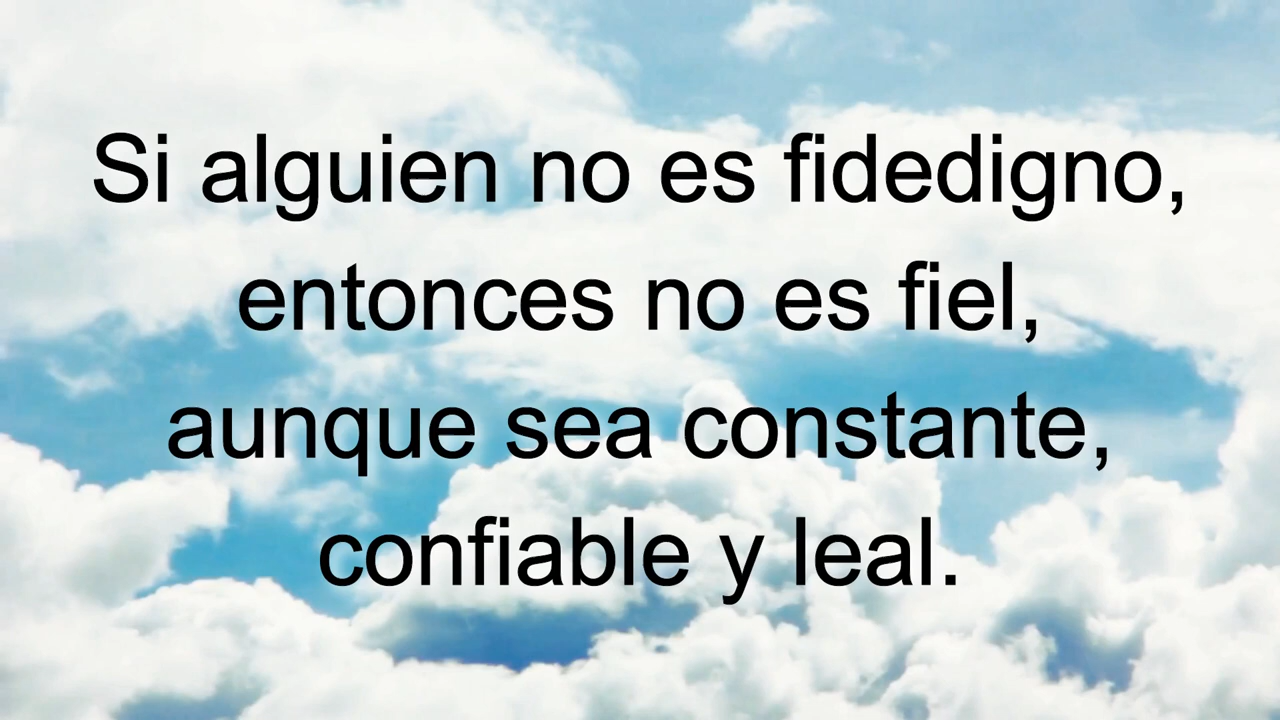 Si alguien no es fidedigno,
entonces no es fiel,
aunque sea constante,
confiable y leal.